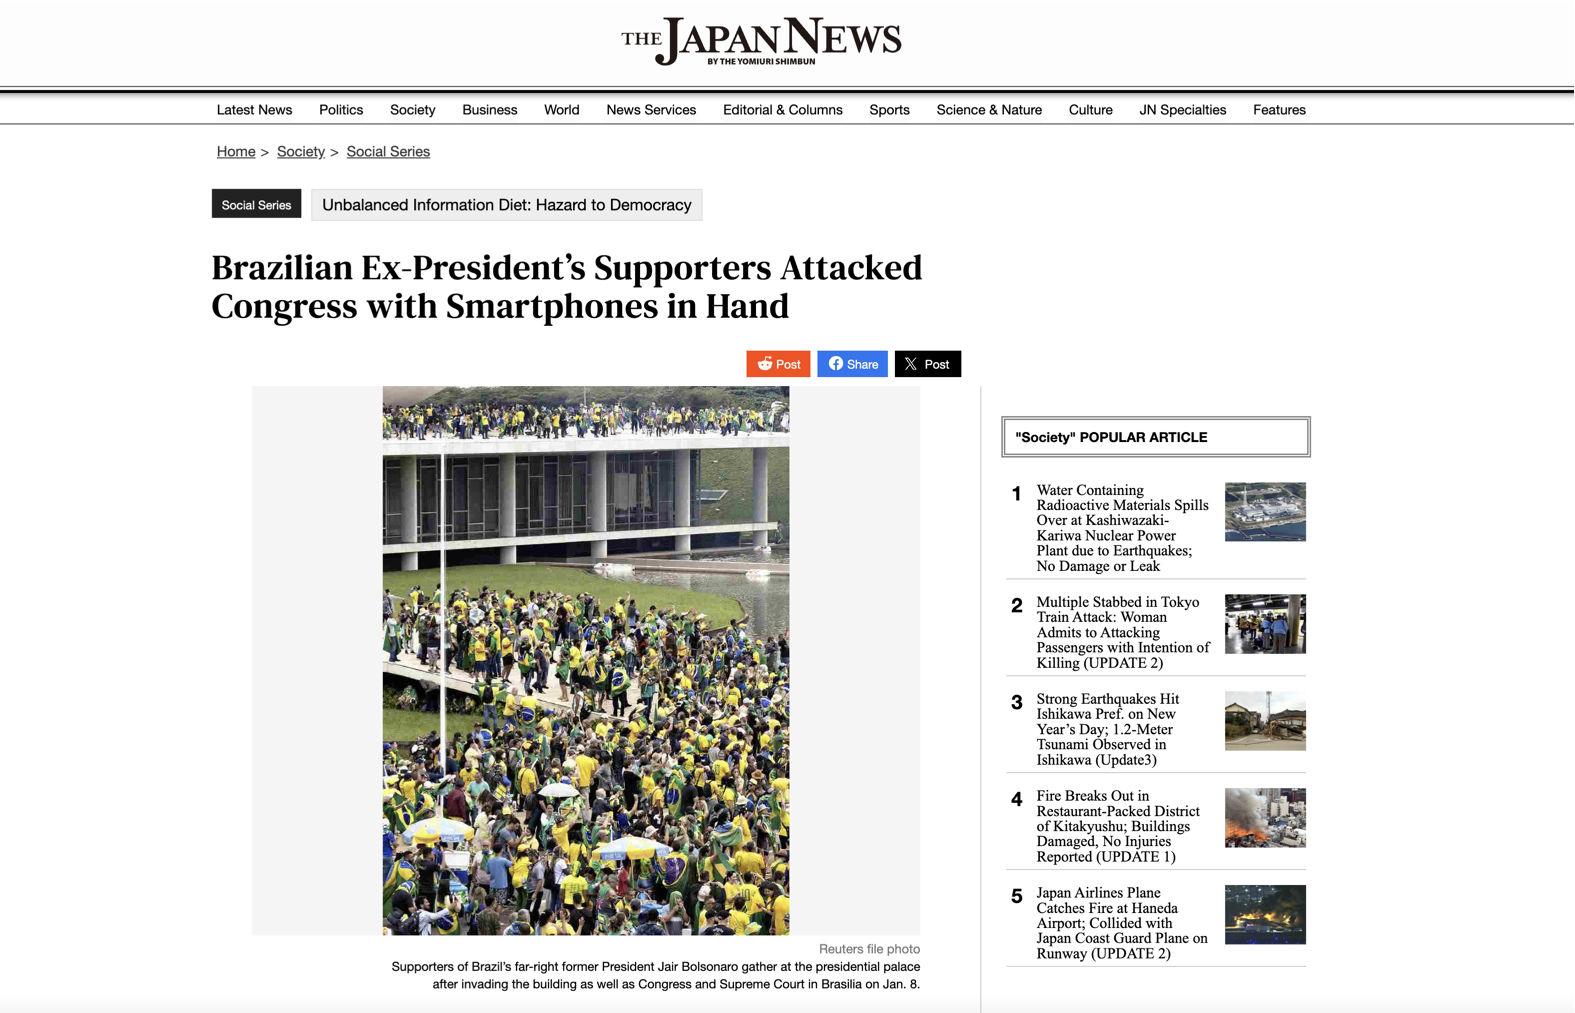 THE JAPAN NEWS
BY THE YOMIURI SHIMBUN
Latest News Politics Society Business World News Services Editorial & Columns Sports Science & Nature Culture JN Specialties Features
Home > Society > Social Series
Social Series Unbalanced Information Diet: Hazard to Democracy
Brazilian Ex-President’s Supporters Attacked
Congress with Smartphones in Hand
Post Share Post
Reuters file photo
Supporters of Brazil’s far-right former President Jair Bolsonaro gather at the presidential palace
after invading the building as well as Congress and Supreme Court in Brasilia on Jan. 8.
"Society" POPULAR ARTICLE
1 Water Containing
Radioactive Materials Spills
Over at Kashiwazaki-
Kariwa Nuclear Power
Plant due to Earthquakes;
No Damage or Leak
2 Multiple Stabbed in Tokyo
Train Attack: Woman
Admits to Attacking
Passengers with Intention of
Killing (UPDATE 2)
3 Strong Earthquakes Hit
Ishikawa Pref. on New
Year’s Day; 1.2-Meter
Tsunami Observed in
Ishikawa (Update3)
4 Fire Breaks Out in
Restaurant-Packed District
of Kitakyushu; Buildings
Damaged, No Injuries
Reported (UPDATE 1)
5 Japan Airlines Plane
Catches Fire at Haneda
Airport; Collided with
Japan Coast Guard Plane on
Runway (UPDATE 2)